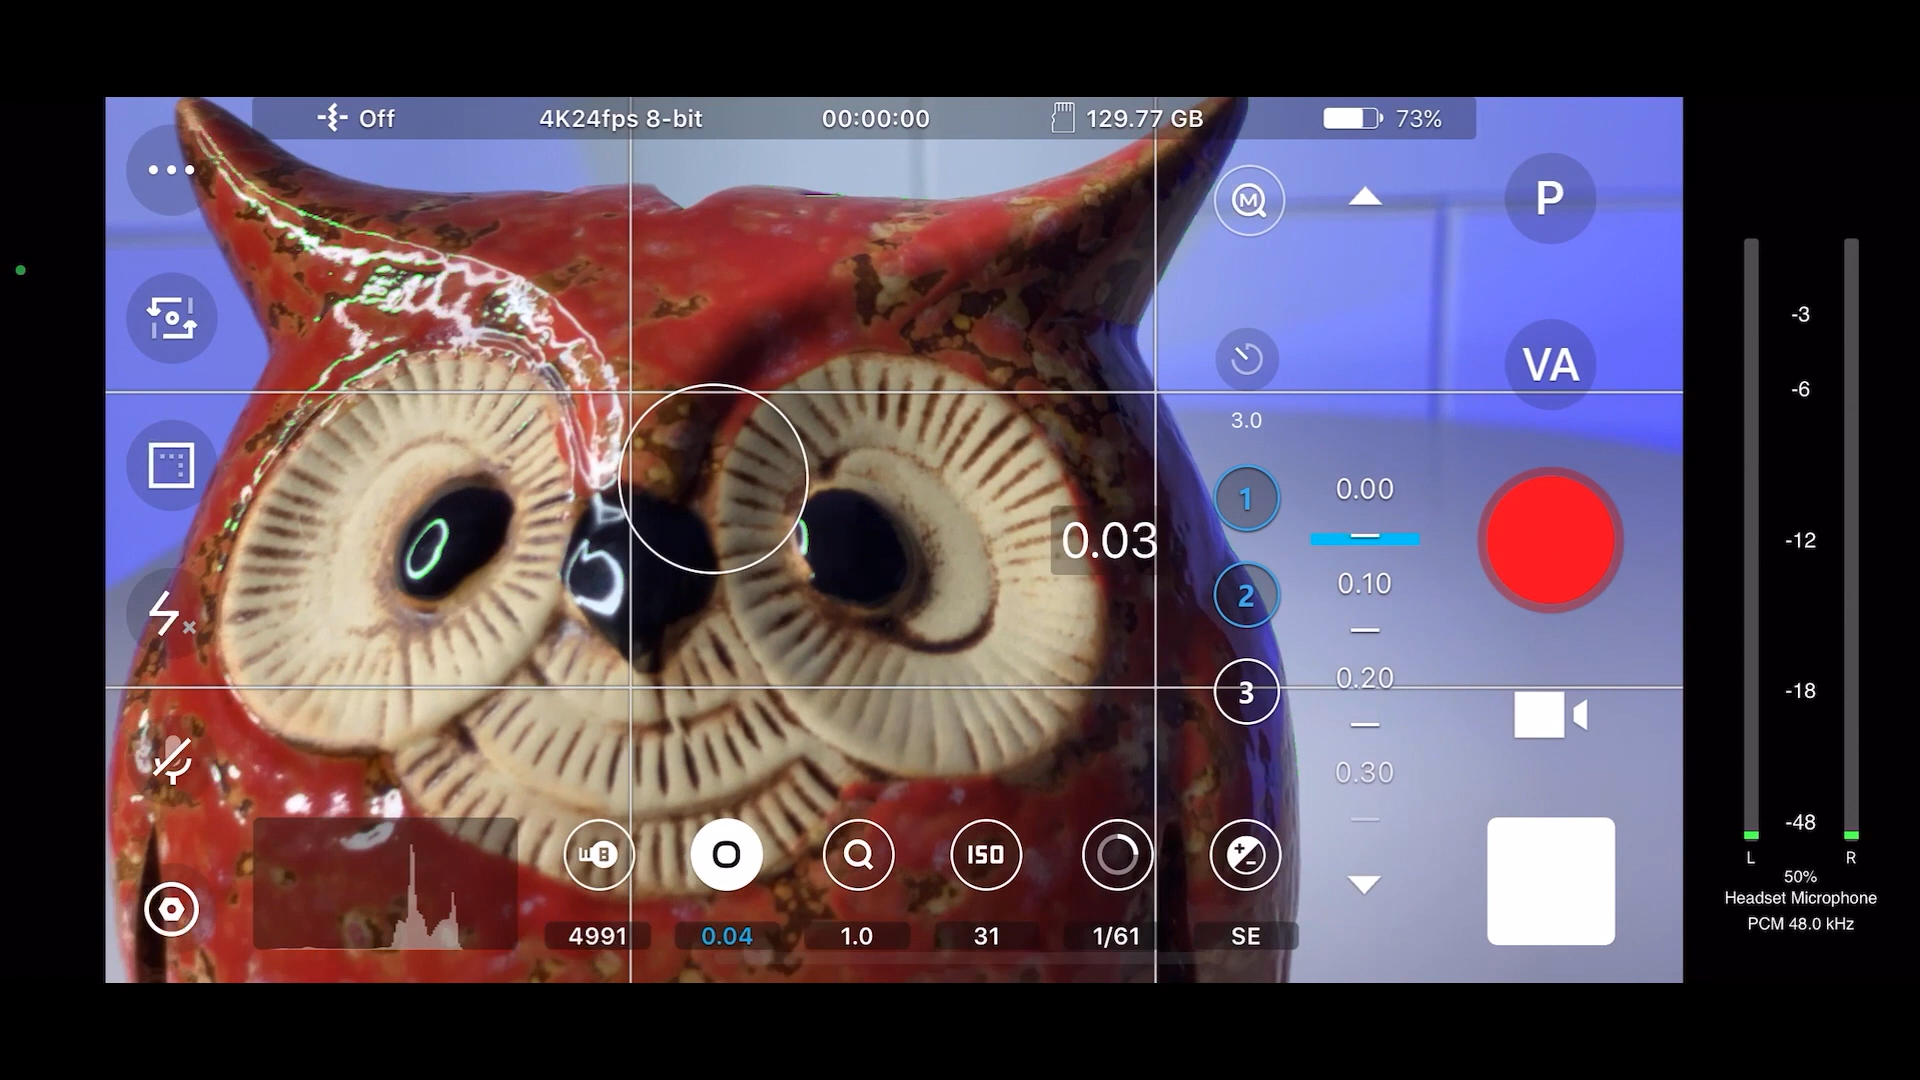 Off
4K24fps 8-bit
00:00:00
129.77 GB
73%
M
P
VA
3.0
1
2
3
0.00
0.03
0.10
0.20
0.30
WB
ISO
4991
0.04
1.0
31
1/61
SE
-3
-6
-12
-18
-48
L
R
50%
Headset Microphone
PCM 48.0 kHz